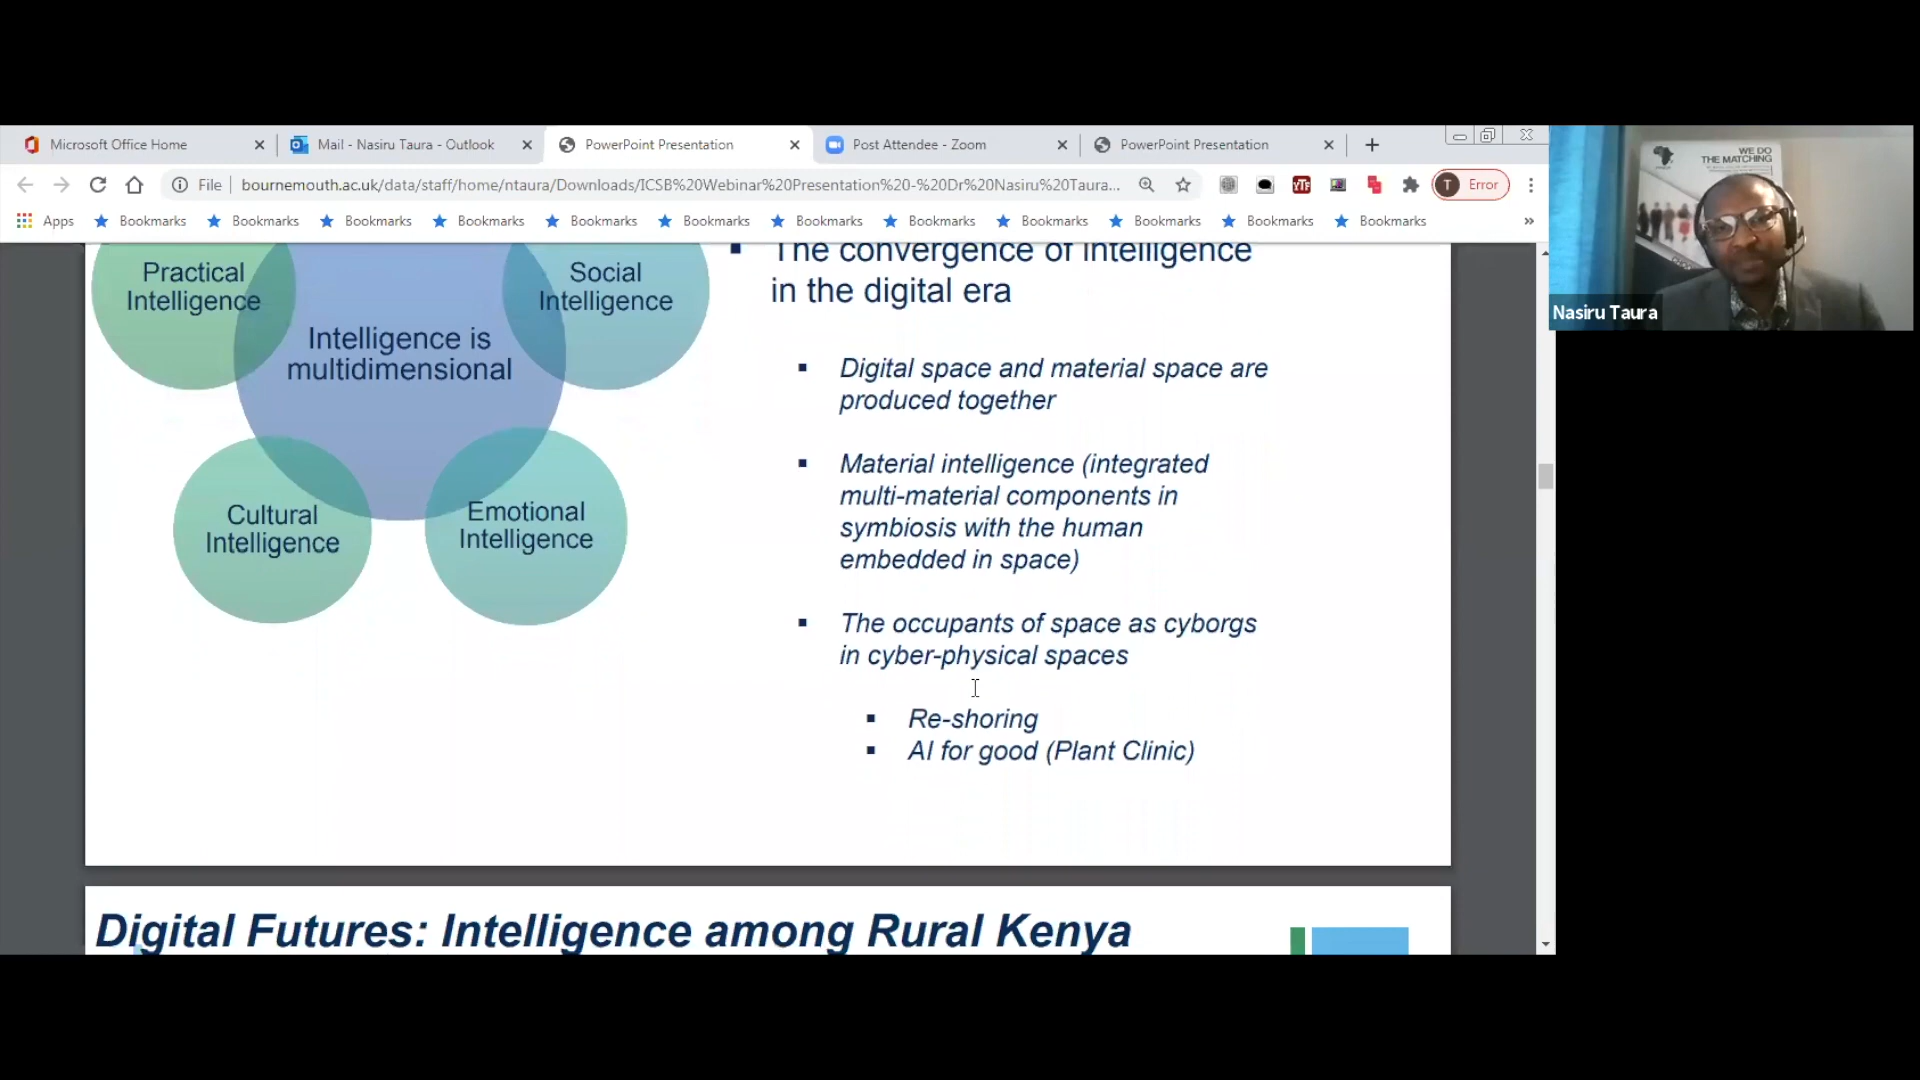 Microsoft Office Home
Mail - Nasiru Taura - Outlook
PowerPoint Presentation
Post Attendee - Zoom
PowerPoint Presentation
File
bournemouth.ac.uk/data/staff/home/ntaura/Downloads/ICSB%20Webinar%20Presentation%20-%20Dr%20Nasiru%20Taura...
YTF
T Error
Apps
Bookmarks
Bookmarks
Bookmarks
Bookmarks
Bookmarks
Bookmarks
Bookmarks
Bookmarks
Bookmarks
Bookmarks
Bookmarks
Bookmarks
WE DO
THE MATCHING
Nasiru Taura
Practical
Intelligence
Social
Intelligence
Intelligence is
multidimensional
Cultural
Intelligence
Emotional
Intelligence
The convergence of intelligence
in the digital era
Digital space and material space are
produced together
Material intelligence (integrated
multi-material components in
symbiosis with the human
embedded in space)
The occupants of space as cyborgs
in cyber-physical spaces
Re-shoring
AI for good (Plant Clinic)
Digital Futures: Intelligence among Rural Kenya